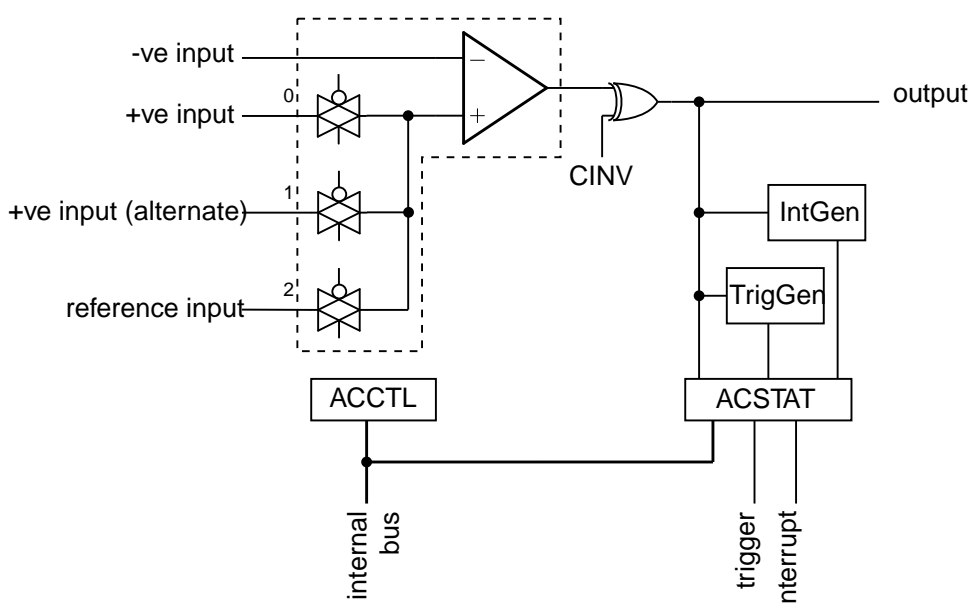 -ve input
+ve input
0
output
CINV
+ve input (alternate)
1
IntGen
reference input
2
TrigGen
ACCTL
ACSTAT
internal
bus
trigger
nterrupt